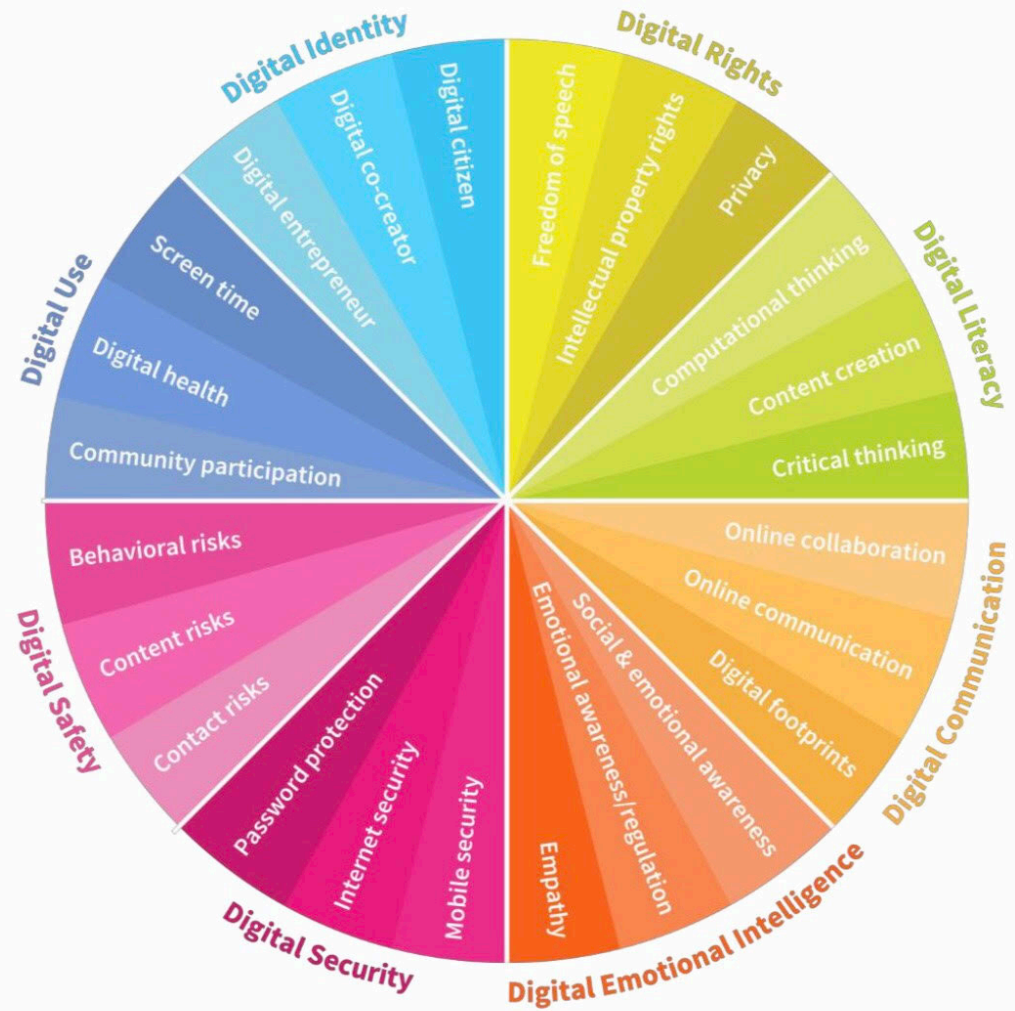 Digital Identity
Digital citizen
Digital co-creator
Digital entrepreneur
Digital Rights
Freedom of speech
Intellectual property rights
Privacy
Digital Literacy
Computational thinking
Content creation
Critical thinking
Digital Communication
Online collaboration
Online communication
Digital footprints
Digital Emotional Intelligence
Social & emotional awareness
Emotional awareness/regulation
Empathy
Digital Security
Mobile security
Internet security
Password protection
Digital Safety
Contact risks
Content risks
Behavioral risks
Digital Use
Community participation
Digital health
Screen time